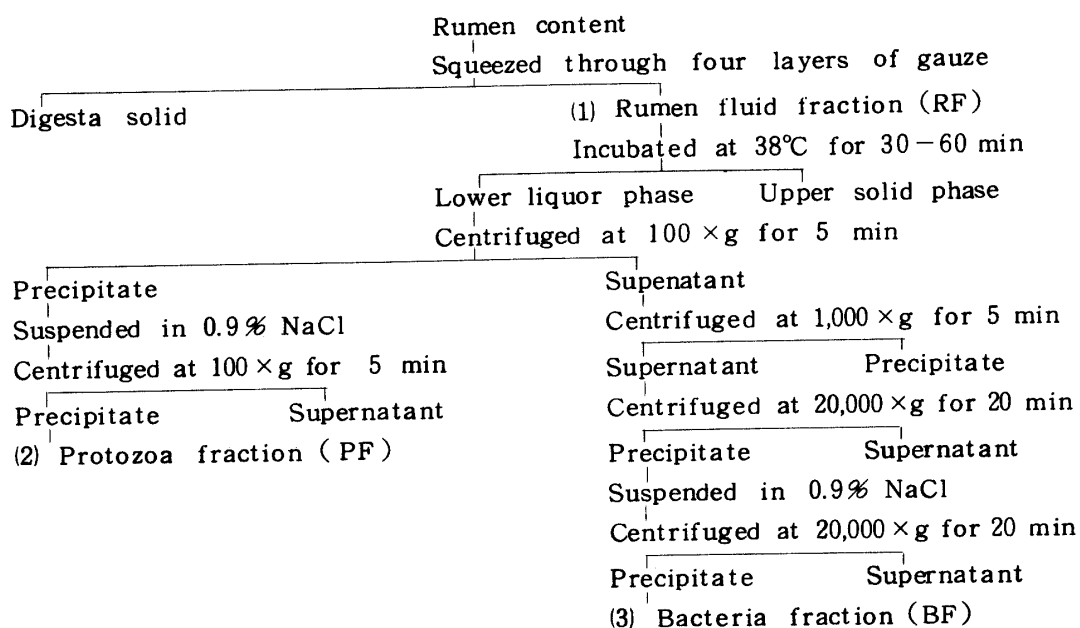 Rumen content
Squeezed through four layers of gauze
Digesta solid
(1) Rumen fluid fraction (RF)
Incubated at 38℃ for 30-60 min
Lower liquor phase
Upper solid phase
Centrifuged at 100 ×g for 5 min
Precipitate
Suspended in 0.9% NaCl
Centrifuged at 100 ×g for 5 min
Precipitate
Supernatant
(2) Protozoa fraction (PF)
Supenatant
Centrifuged at 1,000 ×g for 5 min
Supernatant
Precipitate
Centrifuged at 20,000 ×g for 20 min
Precipitate
Supernatant
Suspended in 0.9% NaCl
Centrifuged at 20,000 ×g for 20 min
Precipitate
Supernatant
(3) Bacteria fraction (BF)